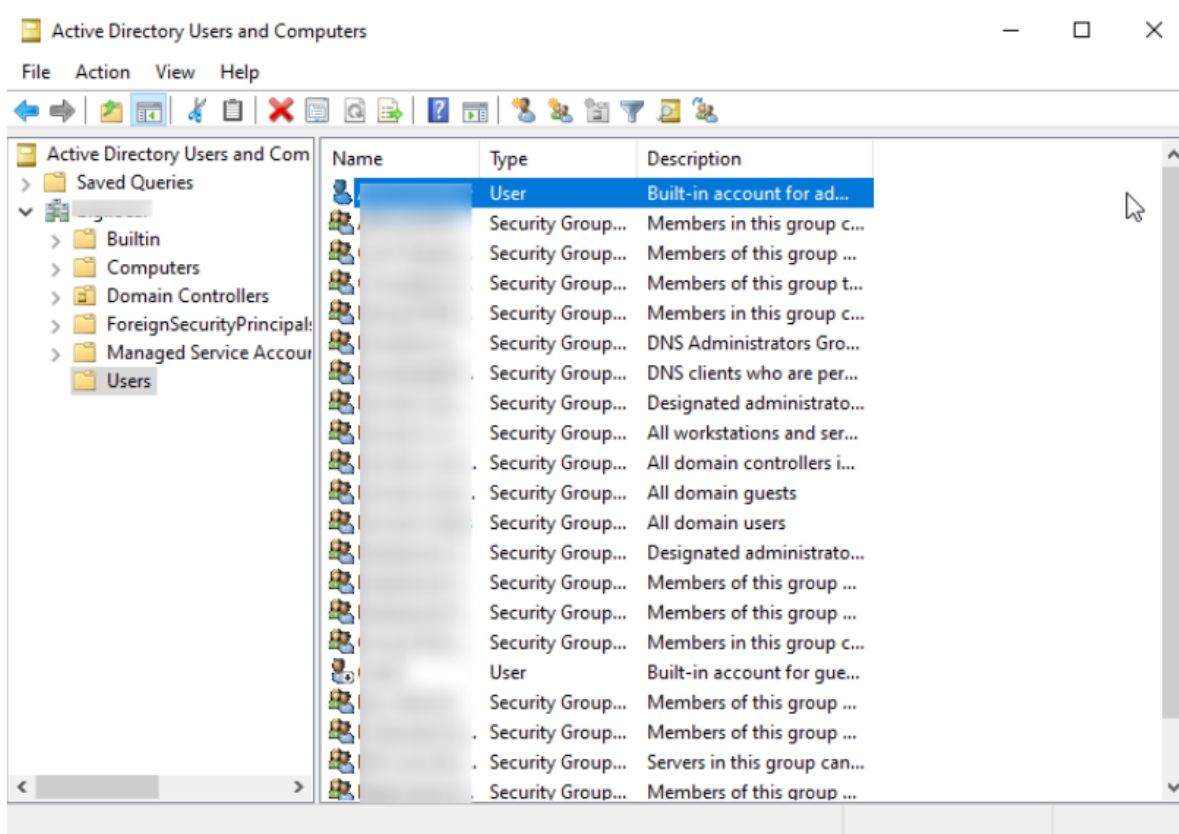 Active Directory Users and Computers
File Action View Help
Active Directory Users and Com
Saved Queries
Builtin
Computers
Domain Controllers
ForeignSecurityPrincipals
Managed Service Accour
Users
Name Type Description
User Built-in account for ad...
Security Group... Members in this group c...
Security Group... Members of this group ...
Security Group... Members of this group t...
Security Group... Members in this group c...
Security Group... DNS Administrators Gro...
Security Group... DNS clients who are per...
Security Group... Designated administrato...
Security Group... All workstations and ser...
Security Group... All domain controllers i...
Security Group... All domain guests
Security Group... All domain users
Security Group... Designated administrato...
Security Group... Members of this group ...
Security Group... Members of this group ...
Security Group... Members in this group c...
User Built-in account for gue...
Security Group... Members of this group ...
Security Group... Members of this group ...
Security Group... Servers in this group can...
Security Group... Members of this group ...